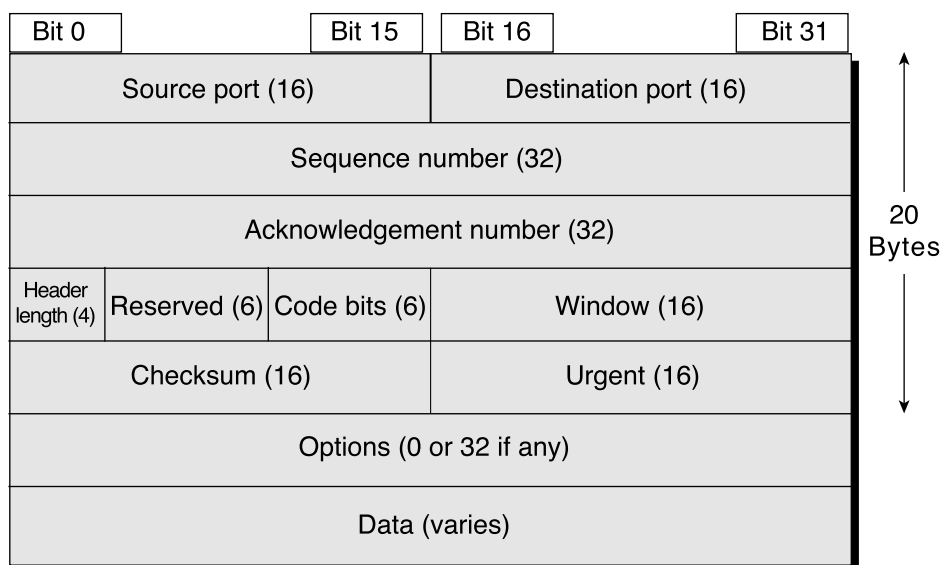 Bit 0 Bit 15 Bit 16 Bit 31
Source port (16) Destination port (16)
Sequence number (32)
Acknowledgement number (32)
20
Bytes
Header
length (4) Reserved (6) Code bits (6) Window (16)
Checksum (16) Urgent (16)
Options (0 or 32 if any)
Data (varies)